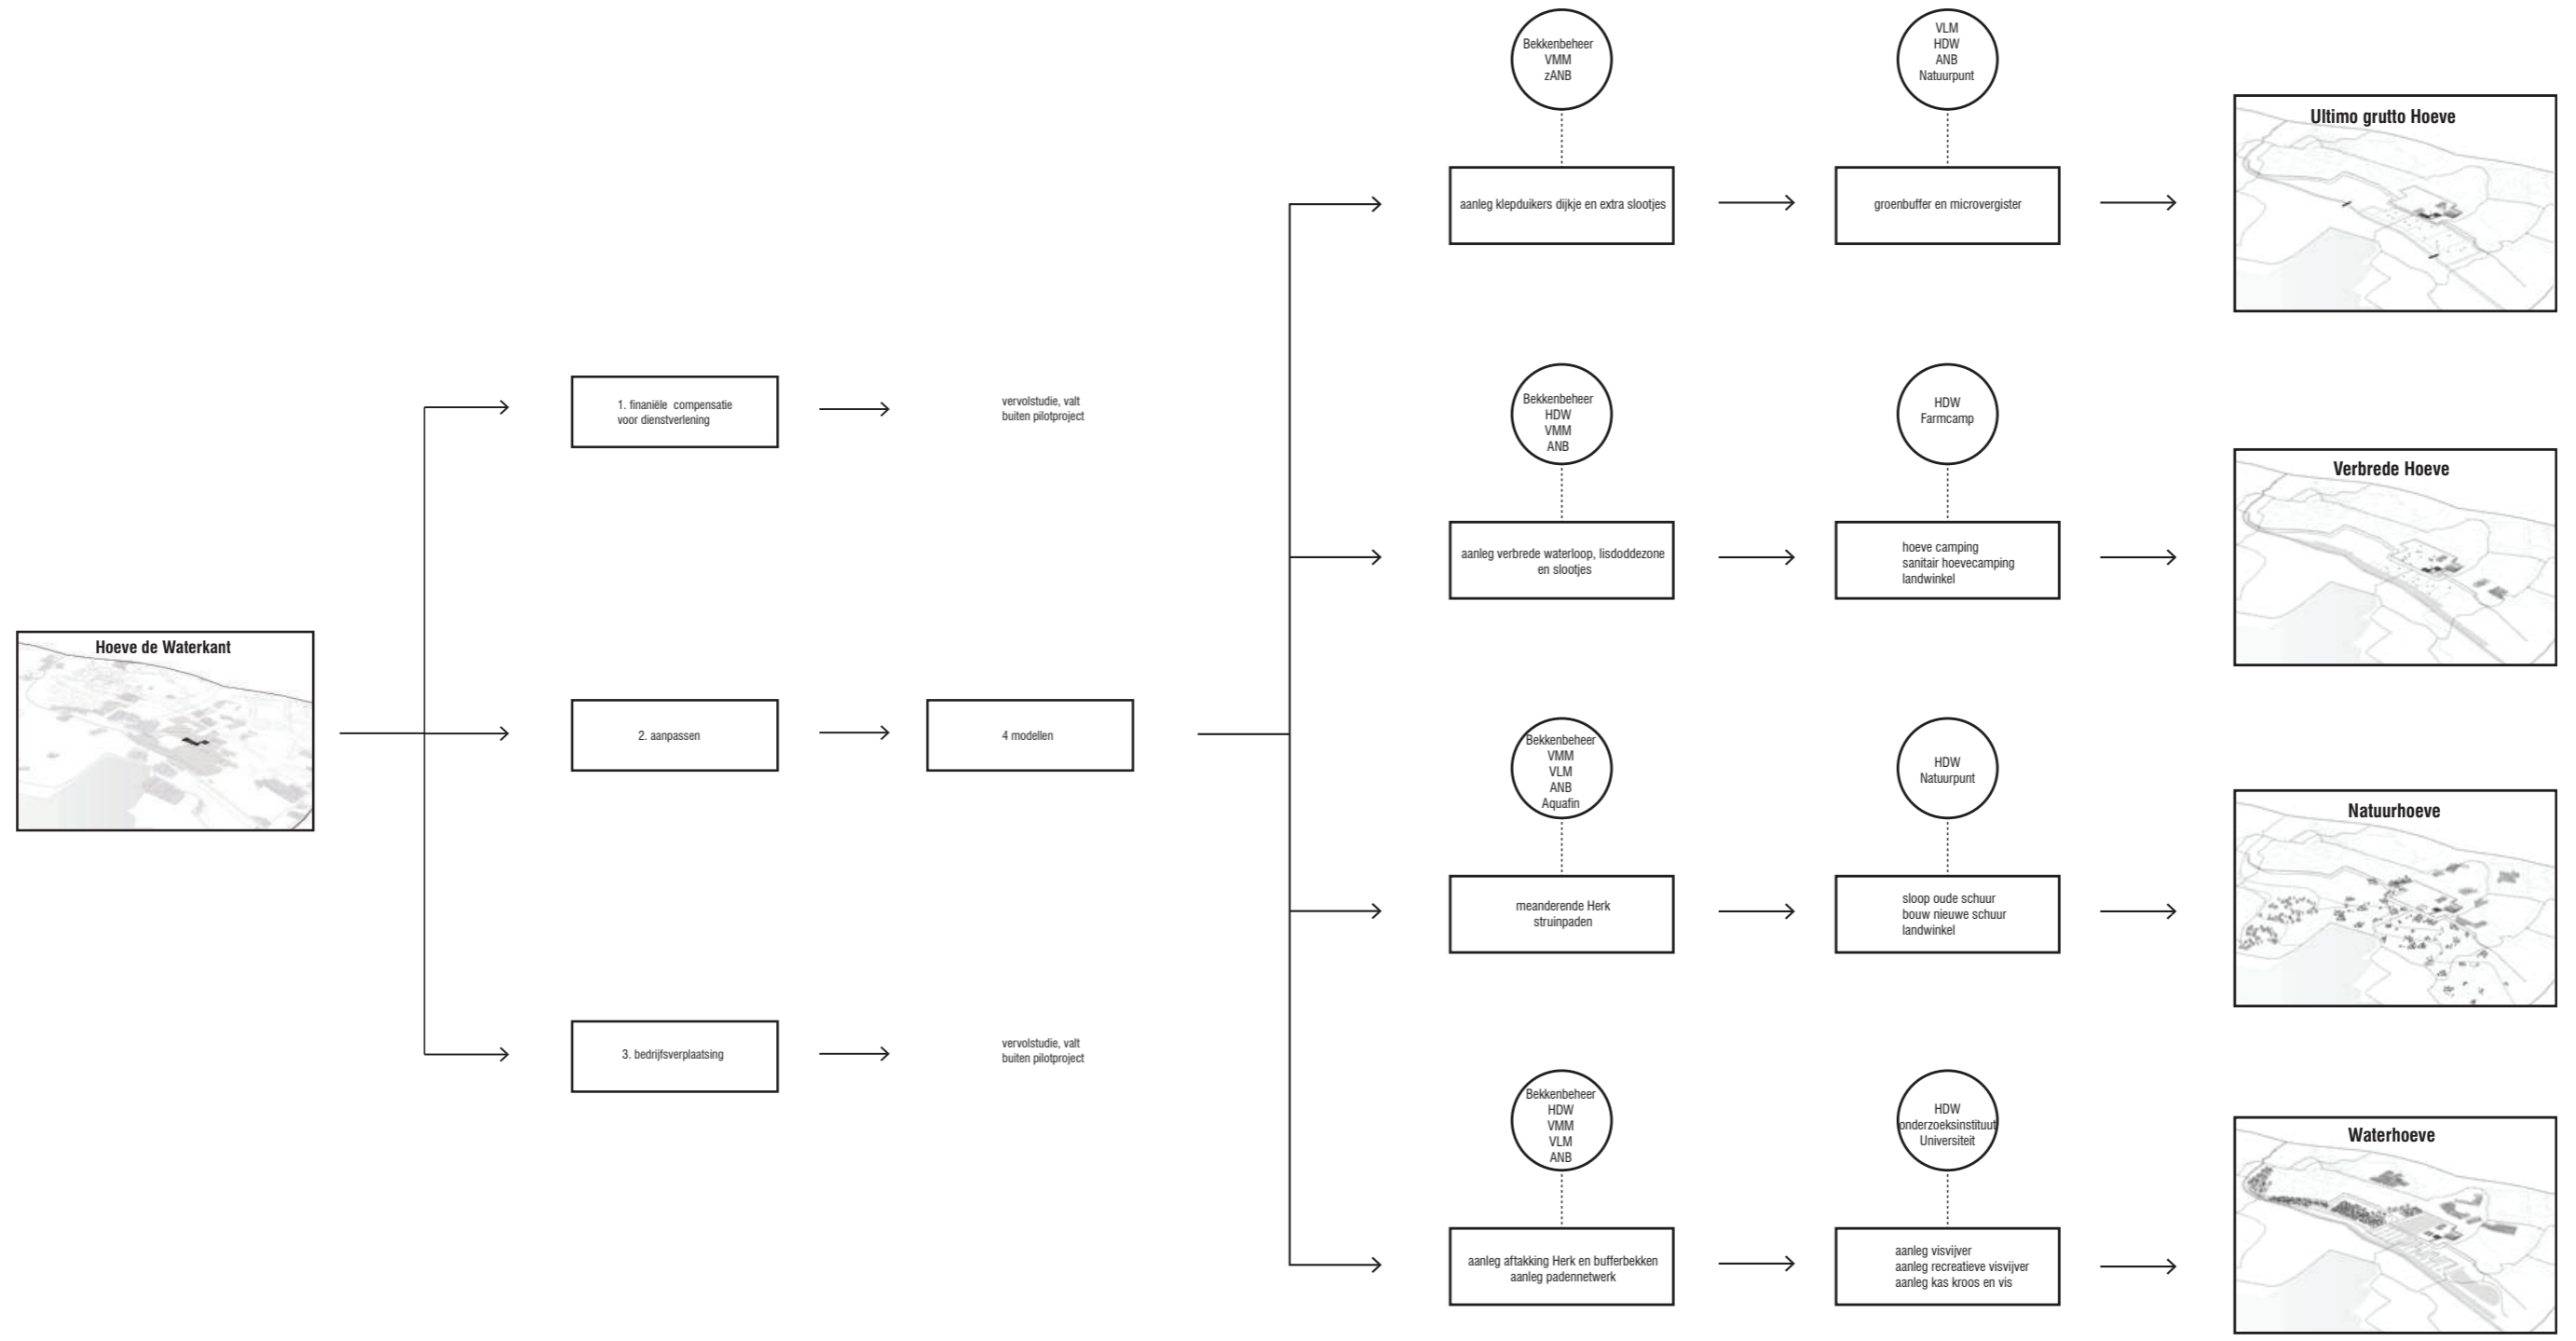 Hoeve de Waterkant
1. finaniële compensatie
voor dienstverlening
vervolstudie, valt
buiten pilotproject
2. aanpassen
4 modellen
3. bedrijfsverplaatsing
vervolstudie, valt
buiten pilotproject
Bekkenbeheer
VMM
zANB
aanleg klepduikers dijkje en extra slootjes
VLM
HDW
ANB
Natuurpunt
groenbuffer en microvergister
Ultimo grutto Hoeve
Bekkenbeheer
HDW
VMM
ANB
aanleg verbrede waterloop, lisdoddezone
en slootjes
HDW
Farmcamp
hoeve camping
sanitair hoevecamping
landwinkel
Verbrede Hoeve
Bekkenbeheer
VMM
VLM
ANB
Aquafin
meanderende Herk
struinpaden
HDW
Natuurpunt
sloop oude schuur
bouw nieuwe schuur
landwinkel
Natuurhoeve
Bekkenbeheer
HDW
VMM
VLM
ANB
aanleg aftakking Herk en bufferbekken
aanleg padennetwerk
HDW
onderzoeksinstituut
Universiteit
aanleg visvijver
aanleg recreatieve visvijver
aanleg kas kroos en vis
Waterhoeve